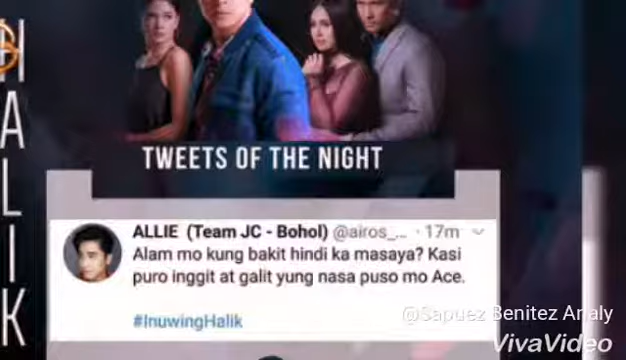 HALIK
TWEETS OF THE NIGHT
ALLIE (Team JC - Bohol) @airos_... · 17m
Alam mo kung bakit hindi ka masaya? Kasi
puro inggit at galit yung nasa puso mo Ace.
#InuwingHalik
@Sapuez Benitez Analy
VivaVideo